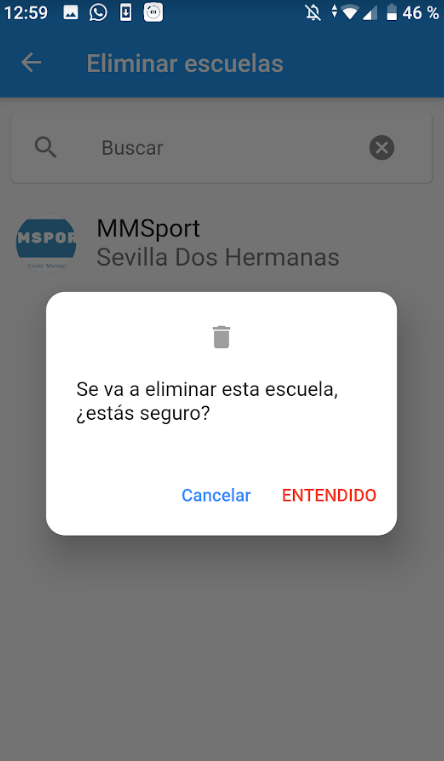 12:59
46 %
Eliminar escuelas
Buscar
MSPOR
MMSport
Sevilla Dos Hermanas
Se va a eliminar esta escuela,
¿estás seguro?
Cancelar
ENTENDIDO